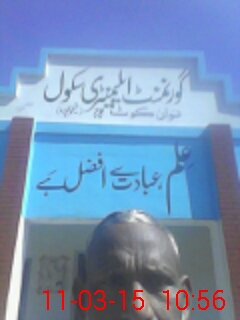 گورنمنٹ ایلیمنٹری سکول
علم عبادت سے افضل ہے
11-03-15 10:56